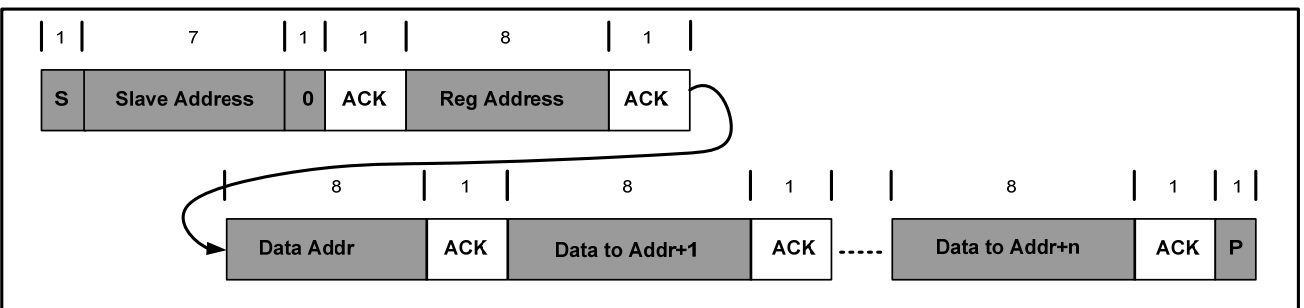 1 7 1 1 8 1
S Slave Address 0 ACK Reg Address ACK
8 1 8 1 8 1 1
Data Addr ACK Data to Addr+1 ACK Data to Addr+n ACK P